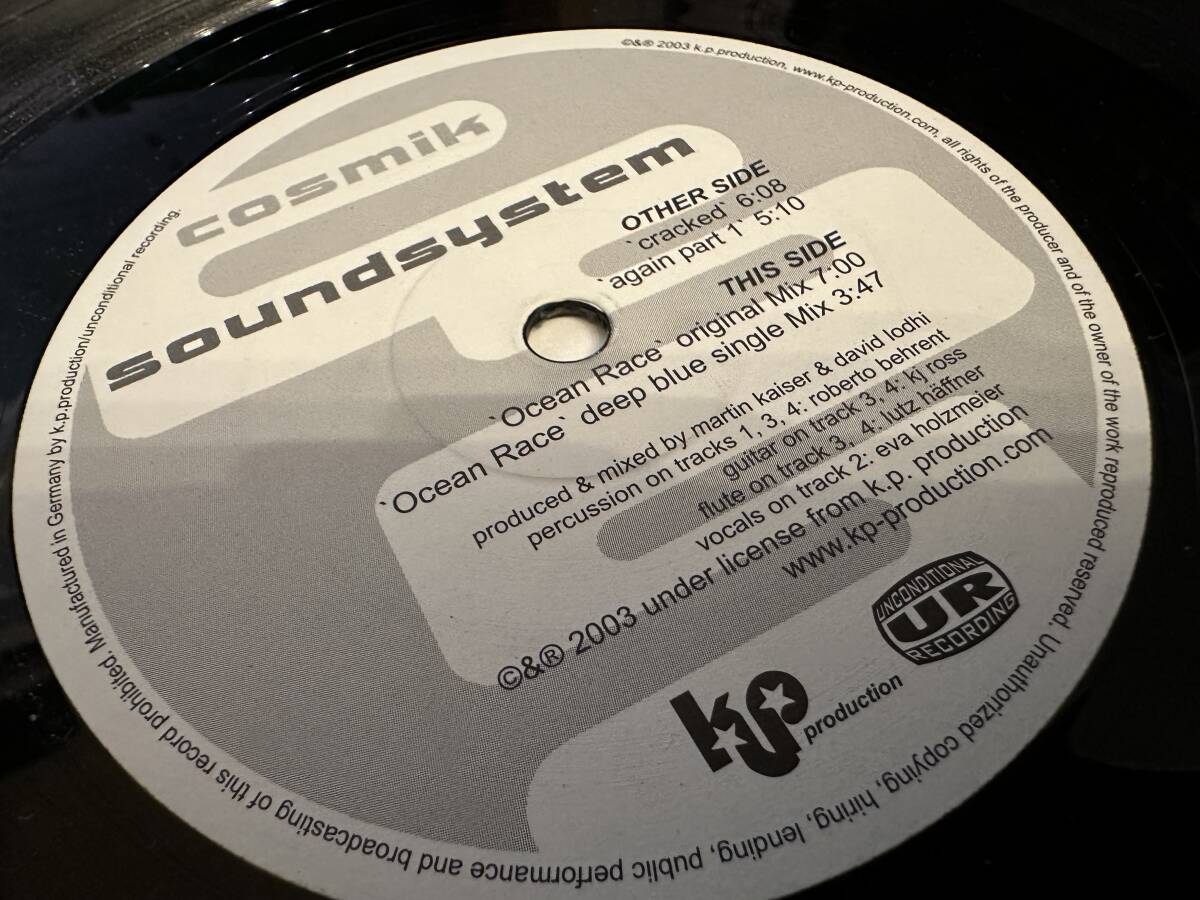 cosmik
soundsystem
OTHER SIDE
`cracked` 6:08
`again part 1` 5:10
THIS SIDE
`Ocean Race` original Mix 7:00
`Ocean Race` deep blue single Mix 3:47
produced & mixed by martin kaiser & david lodhi
percussion on tracks 1, 3, 4: roberto behrent
guitar on track 3, 4: kj ross
flute on track 3, 4: lutz häffner
vocals on track 2: eva holzmeier
©&® 2003 under license from k.p. production
www.kp-production.com
UNCONDITIONAL
UR
RECORDING
kp
production
©&® 2003 k.p.production, www.kp-production.com, all rights of the producer and of the owner of the work reproduced reserved. Unauthorized copying, hiring, lending, public performance and broadcasting of this record prohibited. Manufactured in Germany by k.p.production/unconditional recording.